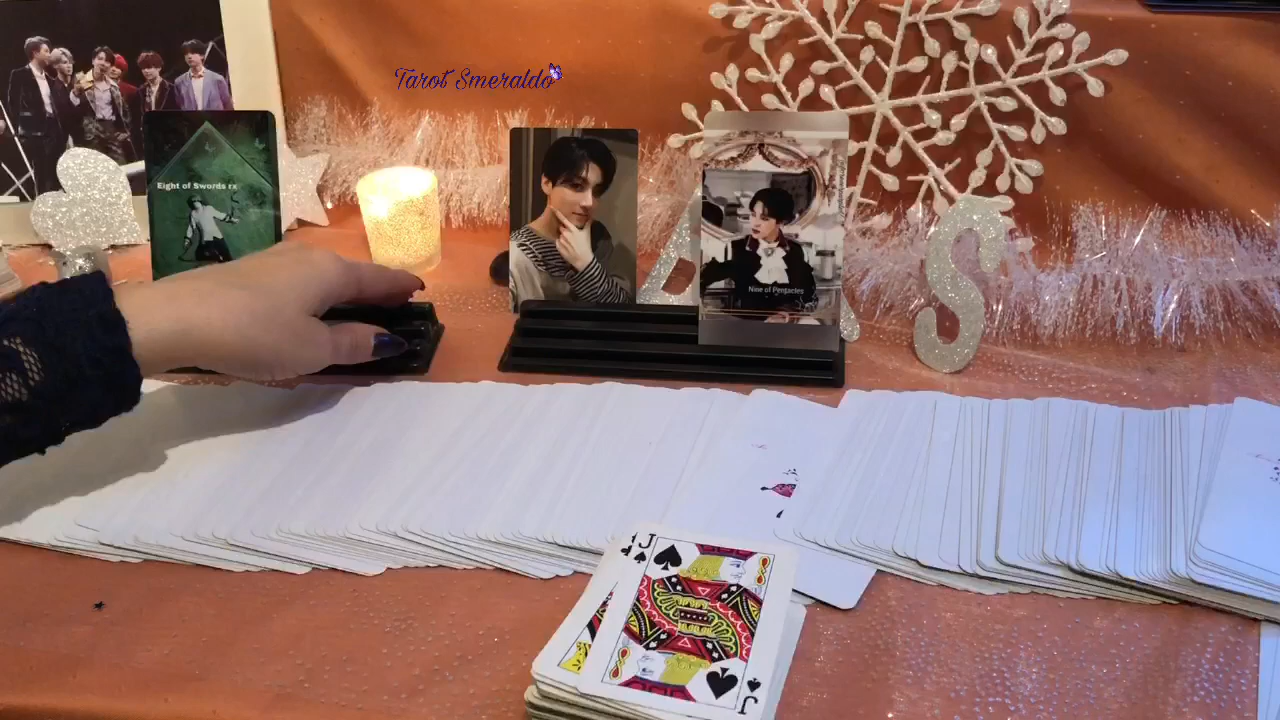 Tarot Smeraldo
Eight of Swords rx
Nine of Pentacles
S
J
J